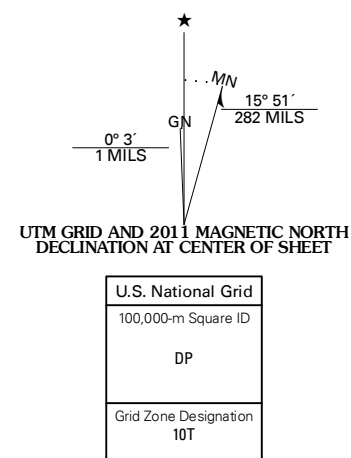 ★
MN
GN
15° 51´
282 MILS
0° 3´
1 MILS
UTM GRID AND 2011 MAGNETIC NORTH
DECLINATION AT CENTER OF SHEET
U.S. National Grid
100,000-m Square ID
DP
Grid Zone Designation
10T